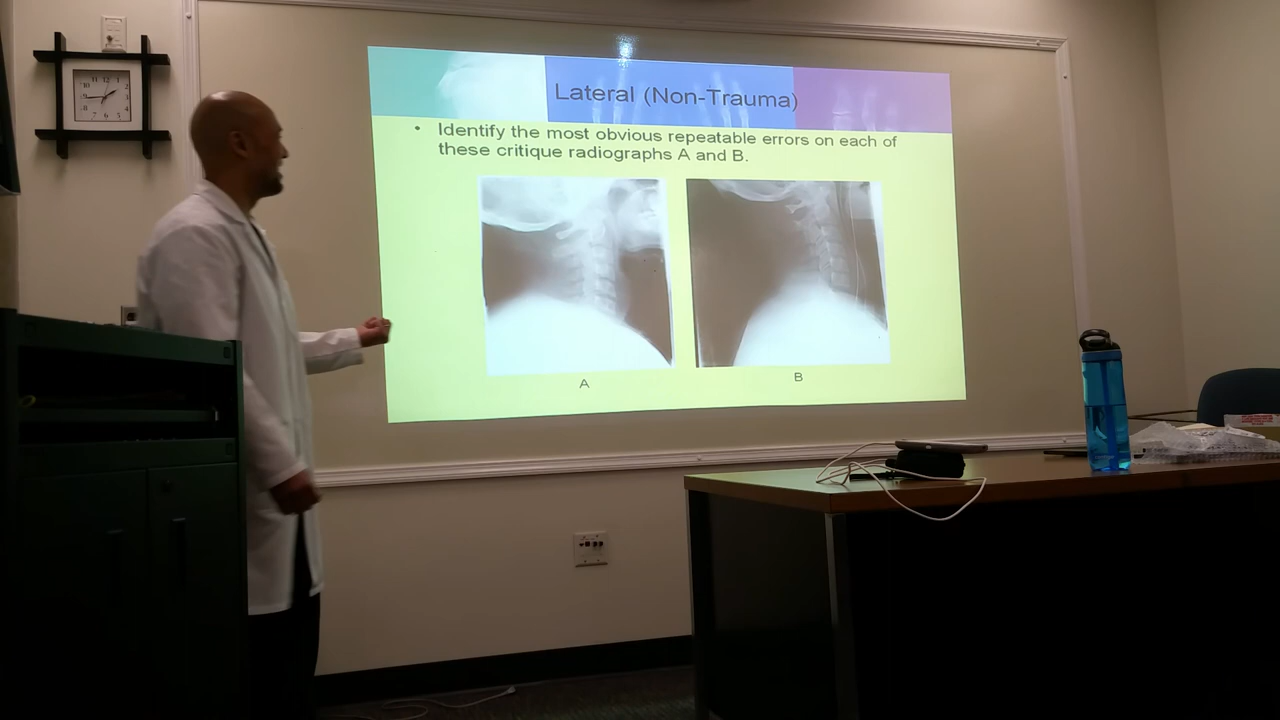 Lateral (Non-Trauma)
• Identify the most obvious repeatable errors on each of
these critique radiographs A and B.
A
B